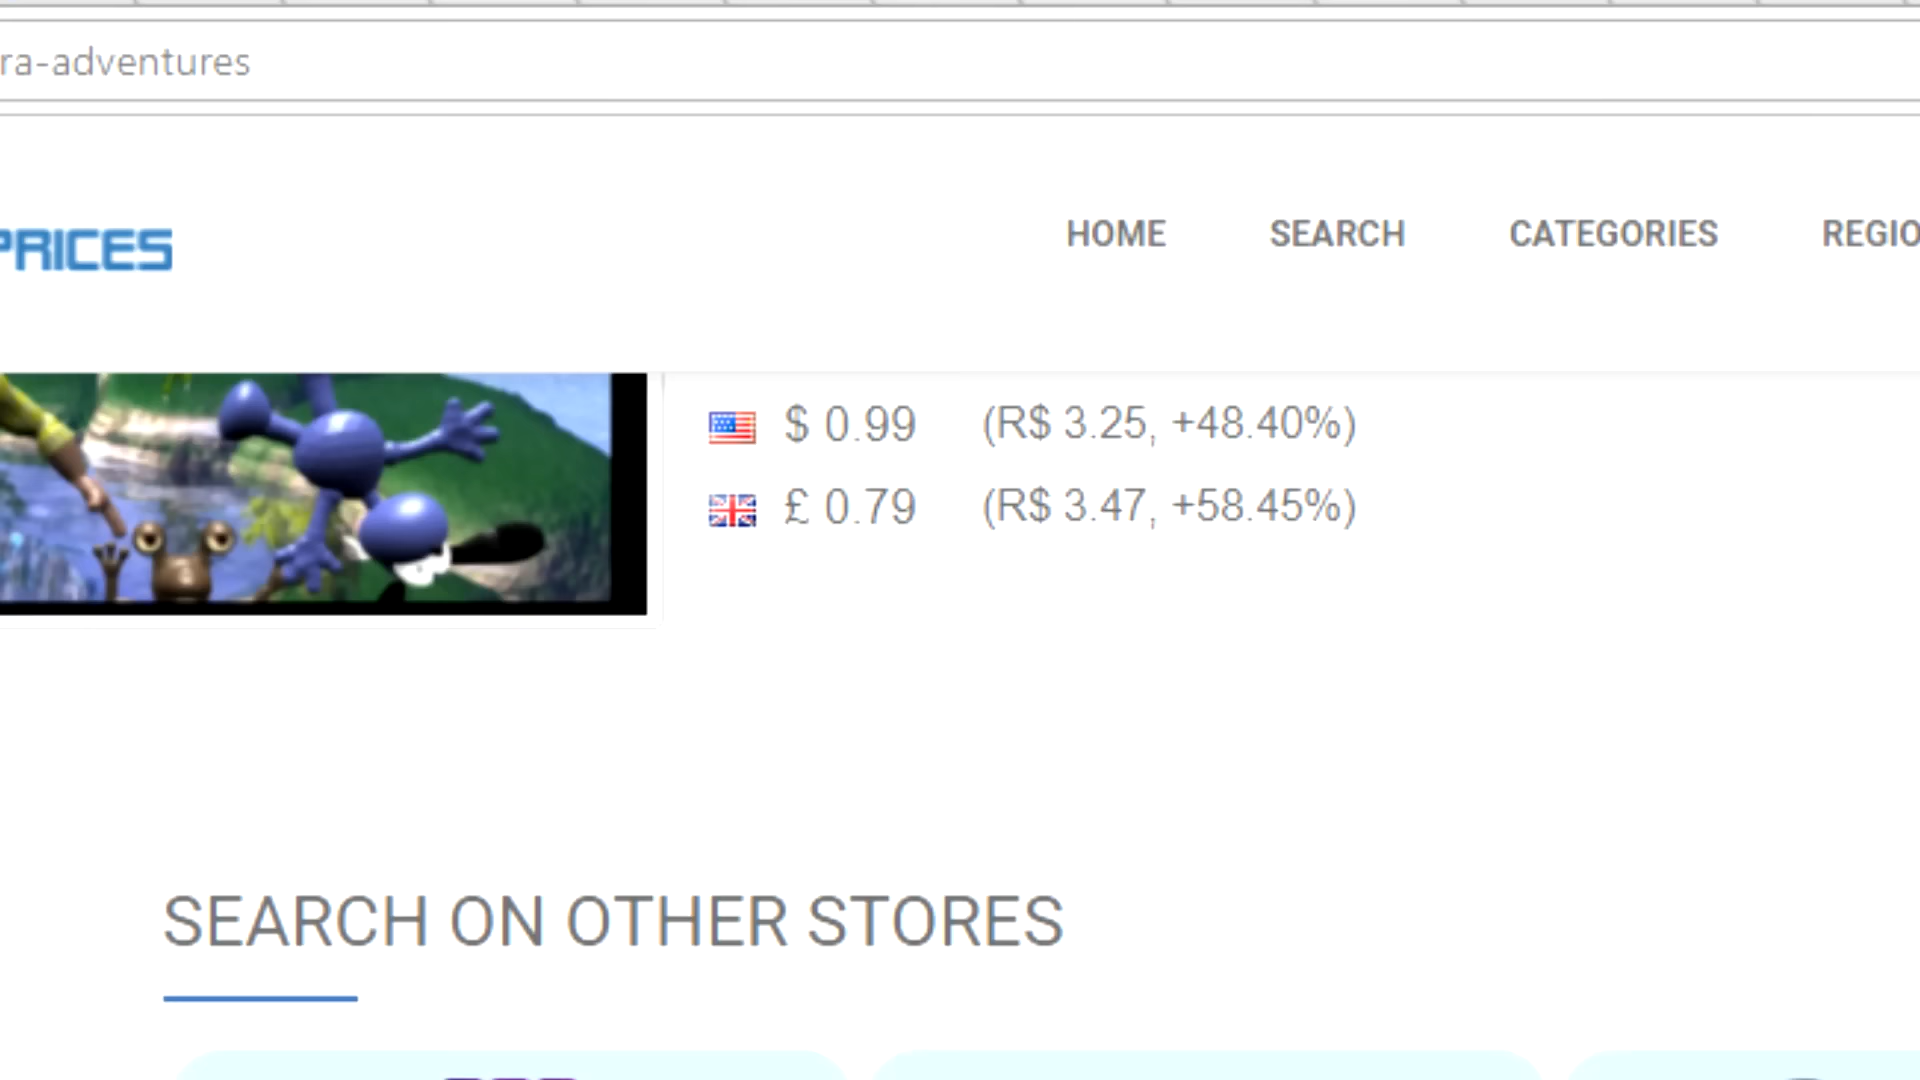 ra-adventures
PRICES
HOME SEARCH CATEGORIES REGIO
$ 0.99 (R$ 3.25, +48.40%)
£ 0.79 (R$ 3.47, +58.45%)
SEARCH ON OTHER STORES